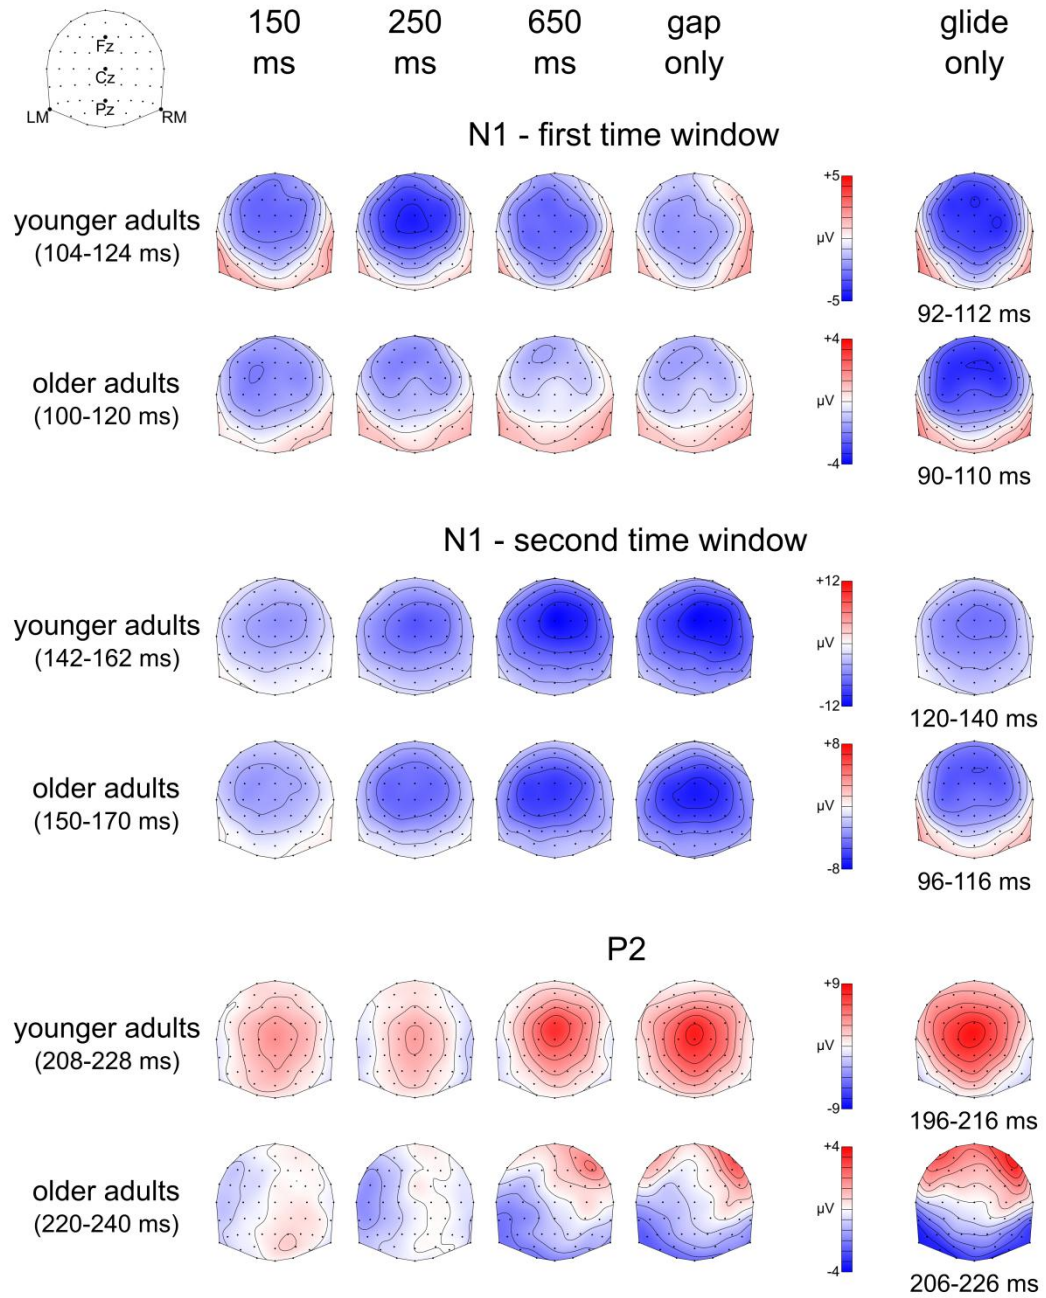 150 ms
250 ms
650 ms
gap only
glide only
Fz
Cz
Pz
LM
RM
N1 - first time window
younger adults
(104-124 ms)
+5
µV
-5
92-112 ms
older adults
(100-120 ms)
+4
µV
-4
90-110 ms
N1 - second time window
younger adults
(142-162 ms)
+12
µV
-12
120-140 ms
older adults
(150-170 ms)
+8
µV
-8
96-116 ms
P2
younger adults
(208-228 ms)
+9
µV
-9
196-216 ms
older adults
(220-240 ms)
+4
µV
-4
206-226 ms